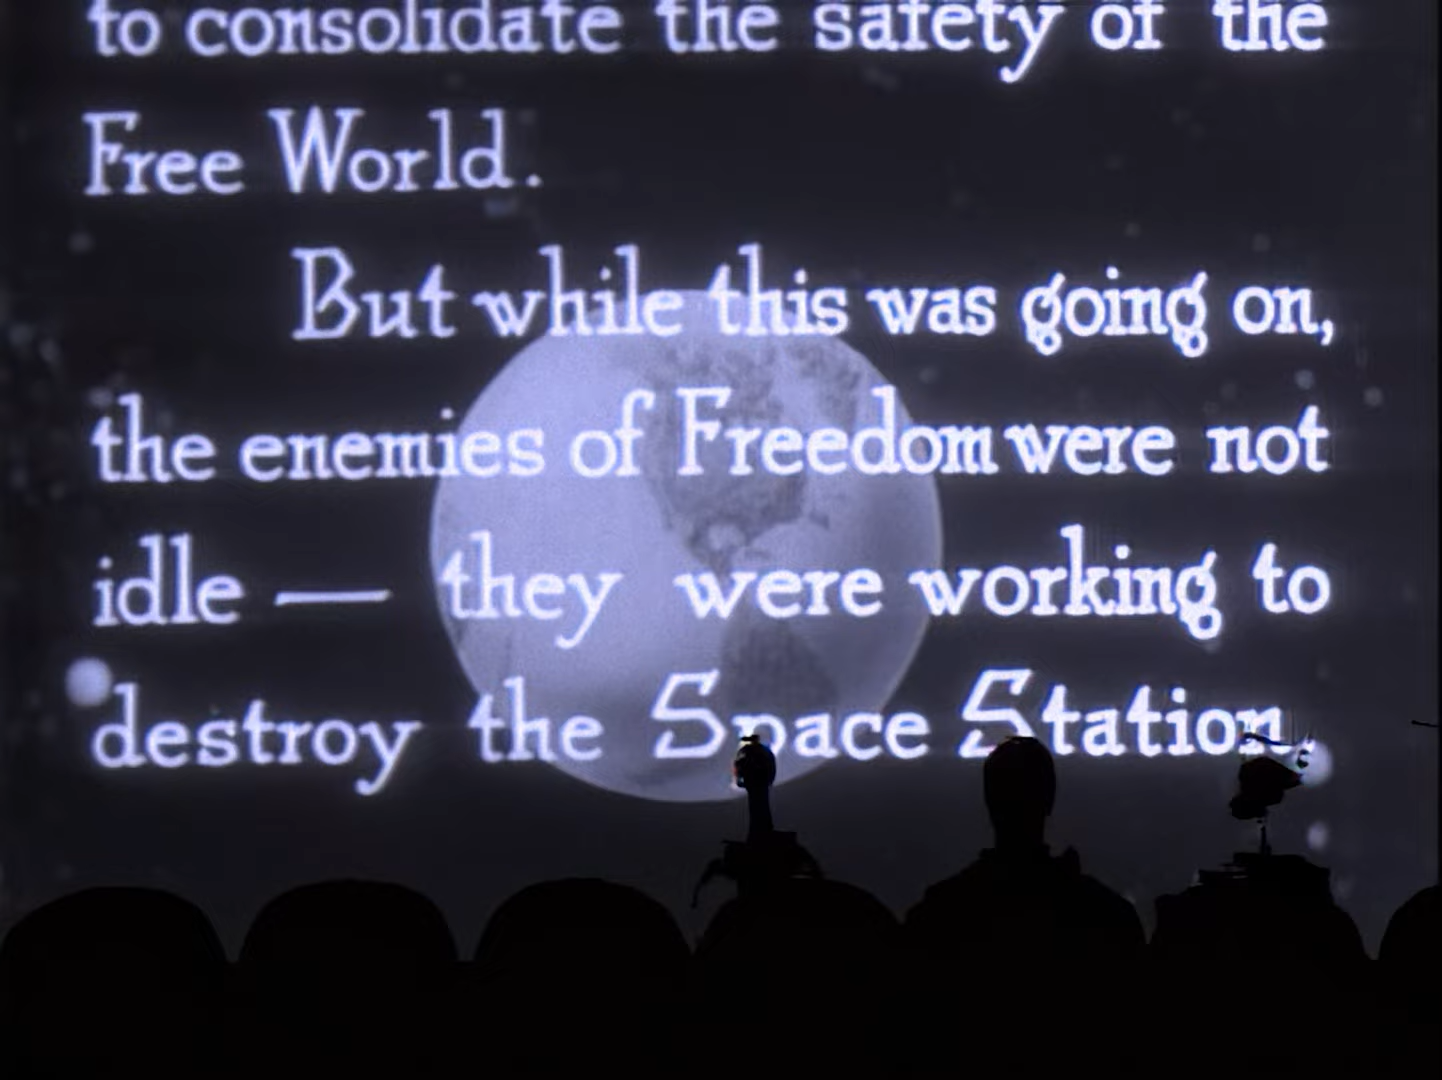 to consolidate the safety of the
Free World.
But while this was going on,
the enemies of Freedom were not
idle — they were working to
destroy the Space Station